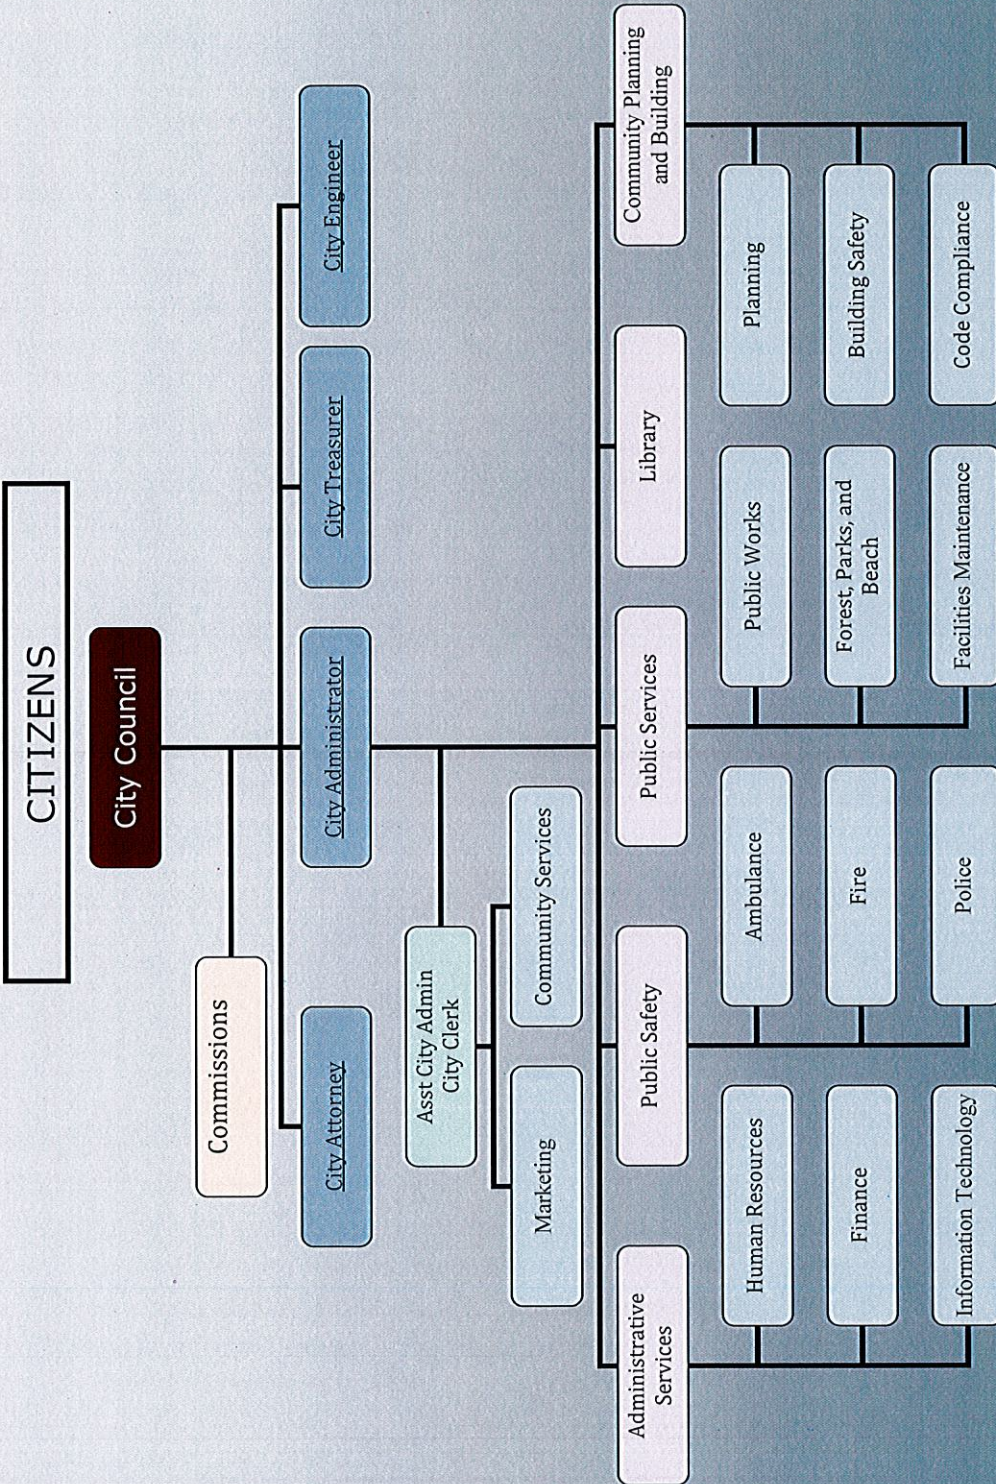 CITIZENS
City Council
Commissions
City Attorney
City Administrator
City Treasurer
City Engineer
Asst City Admin
City Clerk
Marketing
Community Services
Administrative
Services
Public Safety
Public Services
Library
Community Planning
and Building
Human Resources
Ambulance
Public Works
Planning
Finance
Fire
Forest, Parks, and
Beach
Building Safety
Information Technology
Police
Facilities Maintenance
Code Compliance